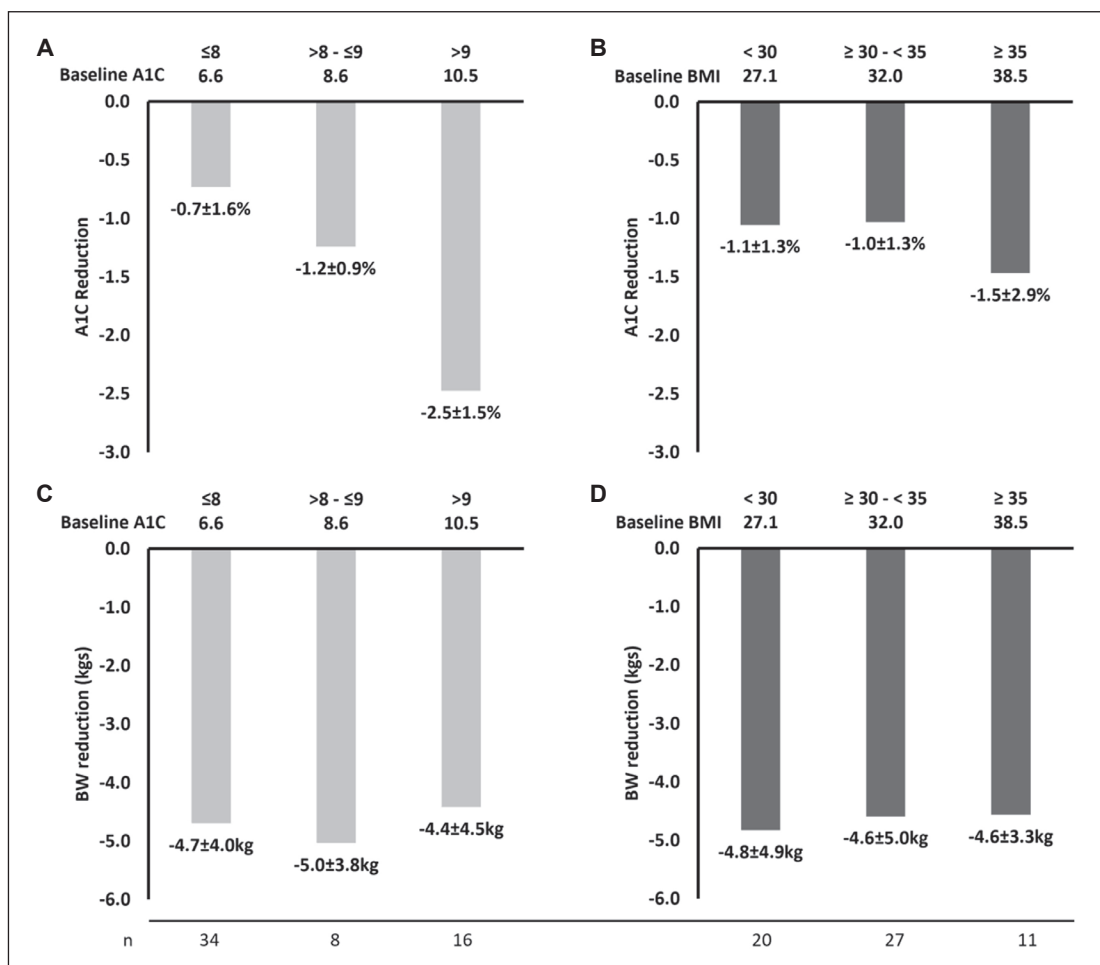 A
≤8 >8 - ≤9 >9
Baseline A1C 6.6 8.6 10.5
0.0
-0.5
-1.0
-1.5
-2.0
-2.5
-3.0
A1C Reduction
-0.7±1.6%
-1.2±0.9%
-2.5±1.5%
B
< 30 ≥ 30 - < 35 ≥ 35
Baseline BMI 27.1 32.0 38.5
0.0
-0.5
-1.0
-1.5
-2.0
-2.5
-3.0
A1C Reduction
-1.1±1.3%
-1.0±1.3%
-1.5±2.9%
C
≤8 >8 - ≤9 >9
Baseline A1C 6.6 8.6 10.5
0.0
-1.0
-2.0
-3.0
-4.0
-5.0
-6.0
BW reduction (kgs)
-4.7±4.0kg
-5.0±3.8kg
-4.4±4.5kg
D
< 30 ≥ 30 - < 35 ≥ 35
Baseline BMI 27.1 32.0 38.5
0.0
-1.0
-2.0
-3.0
-4.0
-5.0
-6.0
BW reduction (kgs)
-4.8±4.9kg
-4.6±5.0kg
-4.6±3.3kg
n 34 8 16 20 27 11